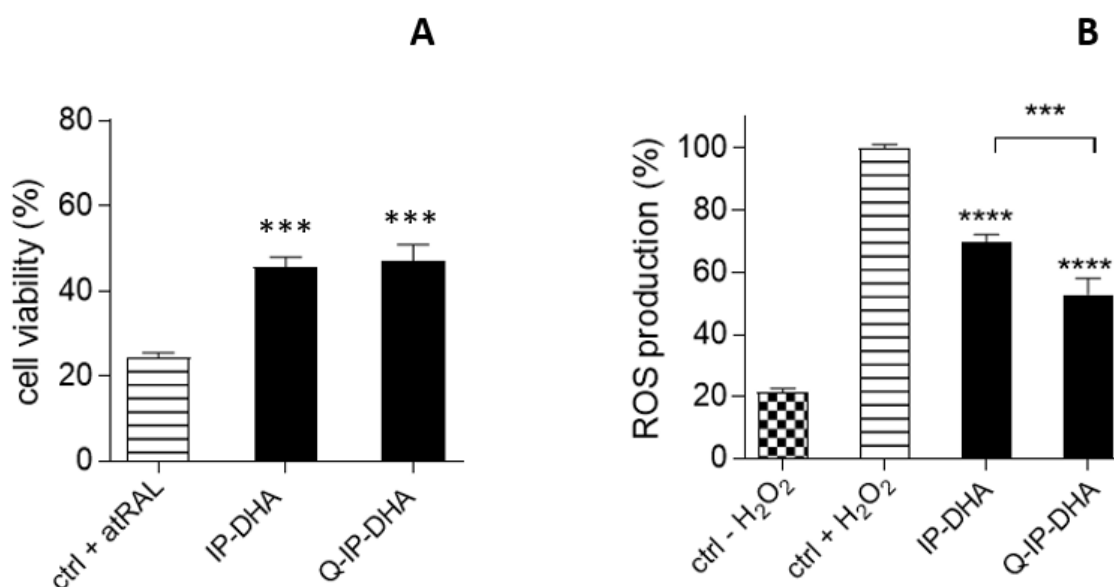 A
cell viability (%)
80
60
40
20
0
***
***
ctrl + atRAL
IP-DHA
Q-IP-DHA
B
ROS production (%)
100
80
60
40
20
0
***
****
****
ctrl - H₂O₂
ctrl + H₂O₂
IP-DHA
Q-IP-DHA